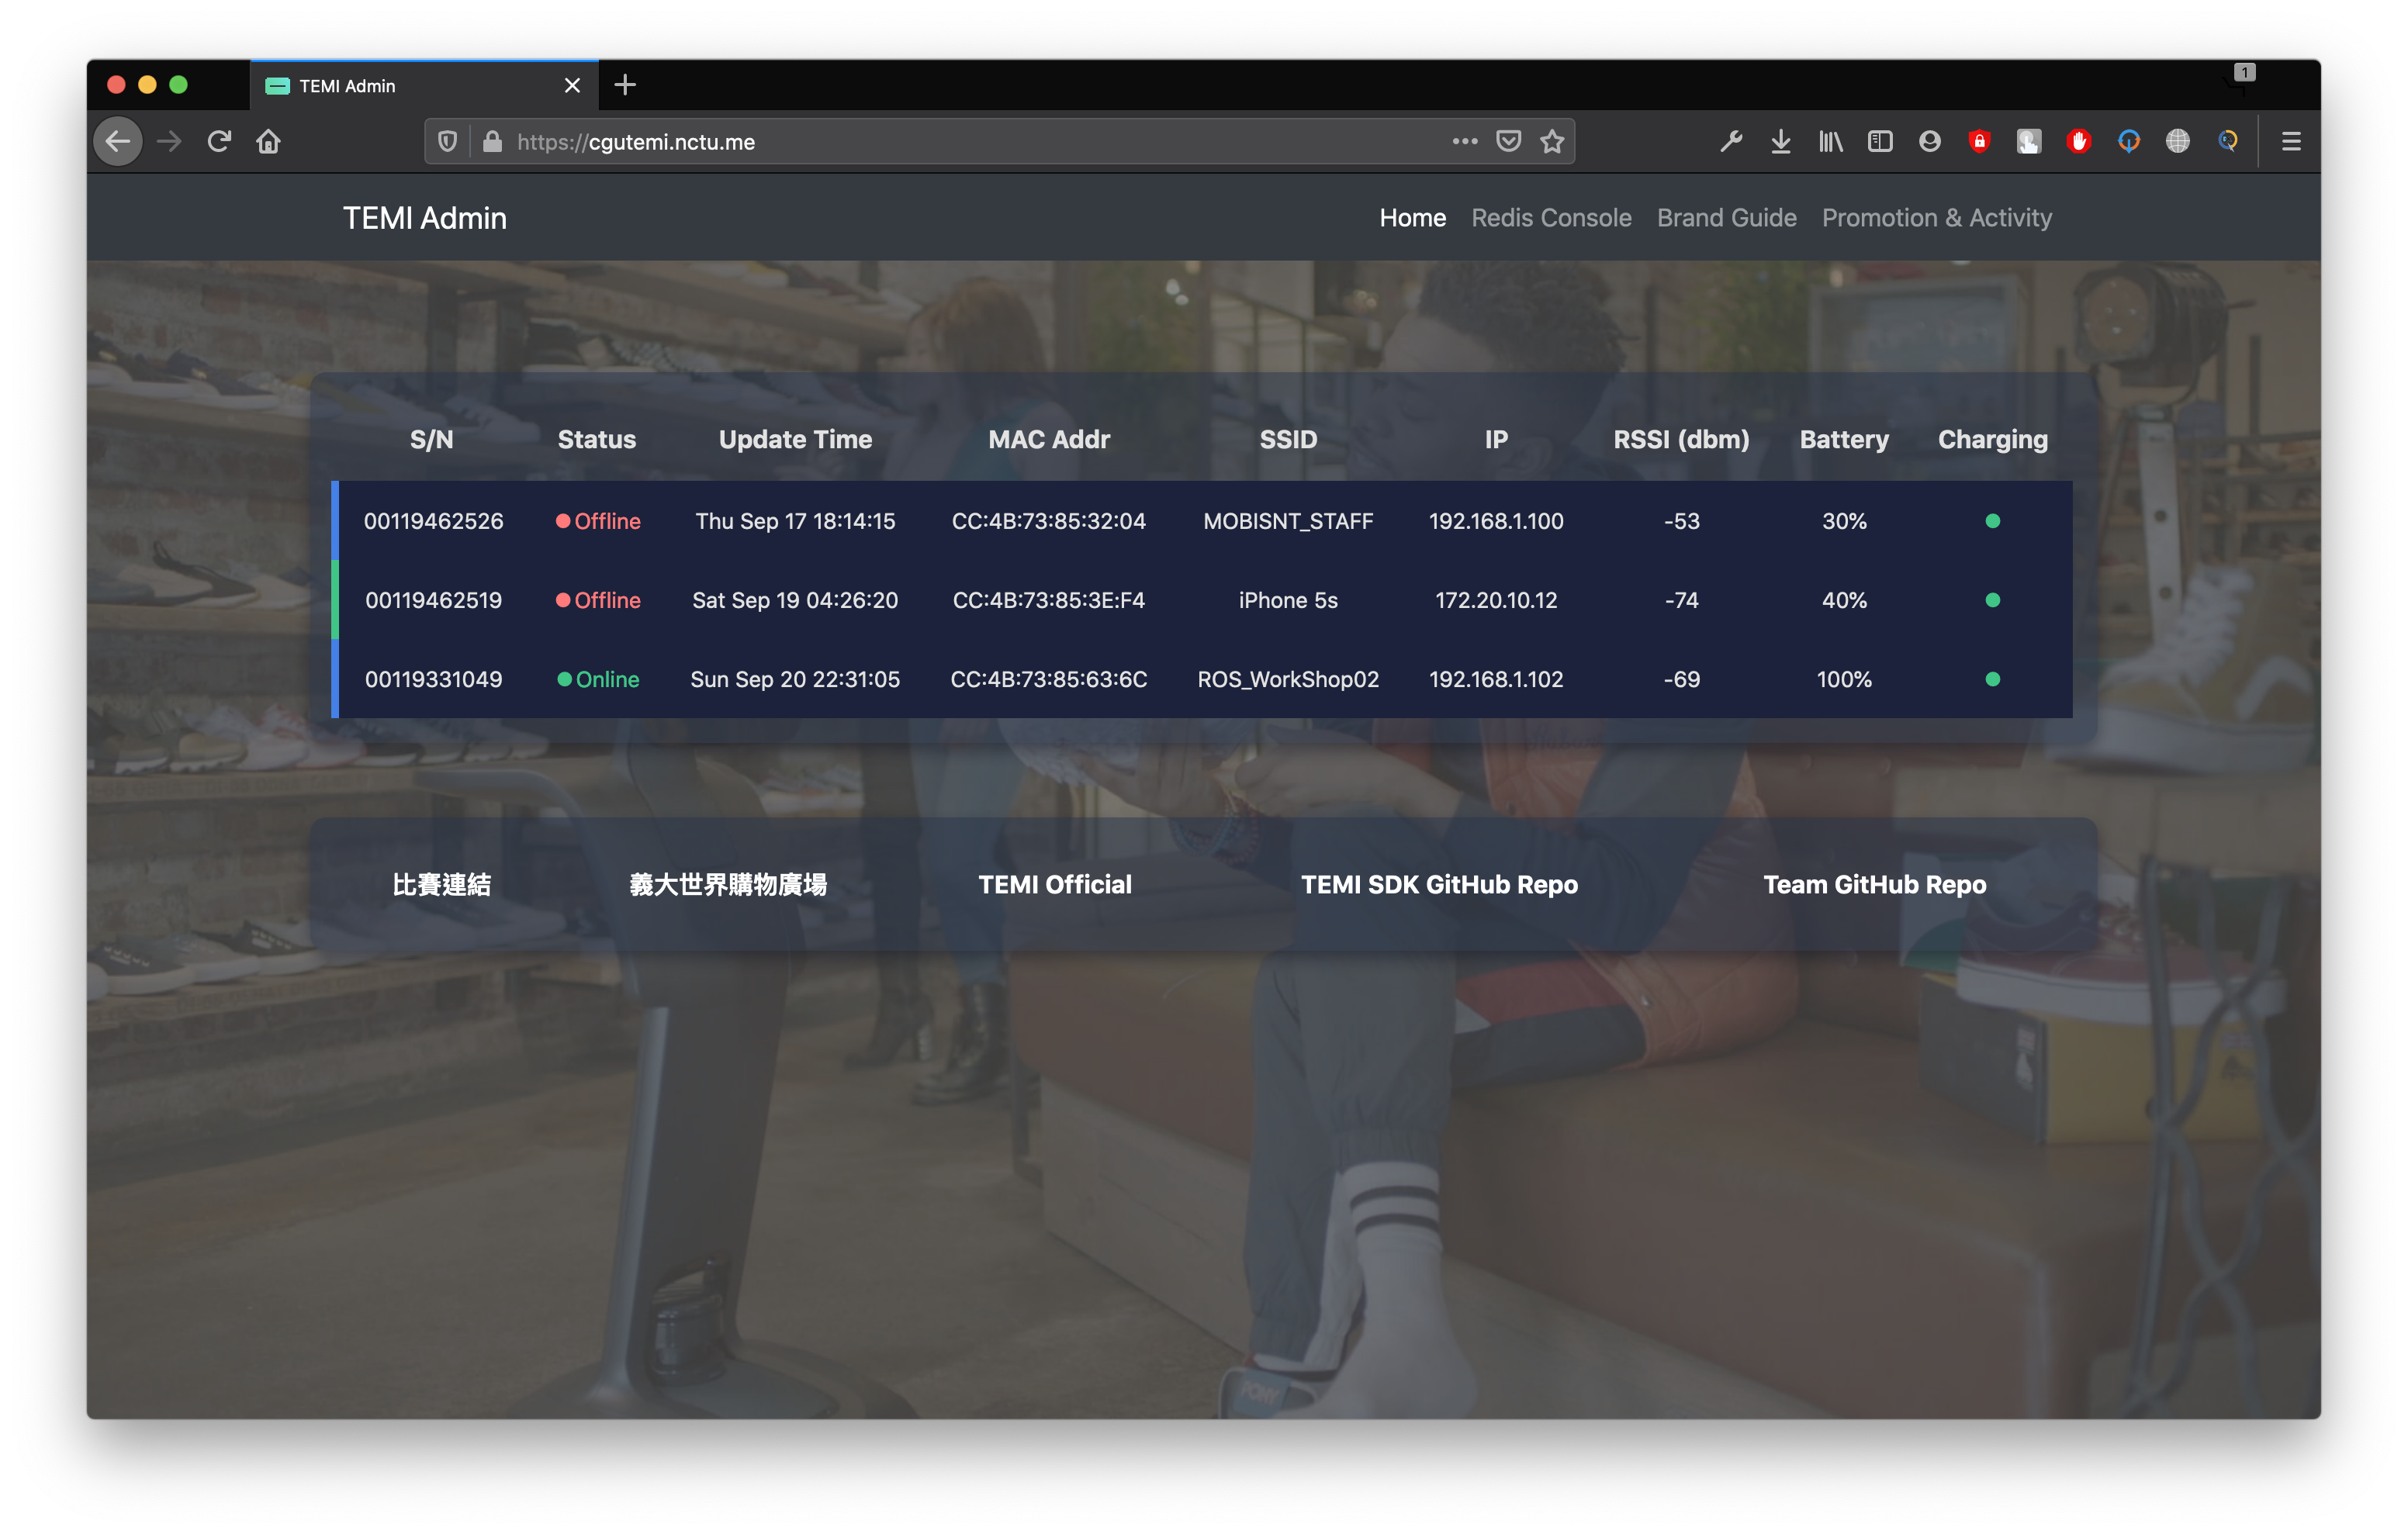 1
TEMI Admin
https://cgutemi.nctu.me
TEMI Admin Home Redis Console Brand Guide Promotion & Activity
S/N Status Update Time MAC Addr SSID IP RSSI (dbm) Battery Charging
00119462526 Offline Thu Sep 17 18:14:15 CC:4B:73:85:32:04 MOBISNT_STAFF 192.168.1.100 -53 30%
00119462519 Offline Sat Sep 19 04:26:20 CC:4B:73:85:3E:F4 iPhone 5s 172.20.10.12 -74 40%
00119331049 Online Sun Sep 20 22:31:05 CC:4B:73:85:63:6C ROS_WorkShop02 192.168.1.102 -69 100%
比賽連結 義大世界購物廣場 TEMI Official TEMI SDK GitHub Repo Team GitHub Repo
PONY